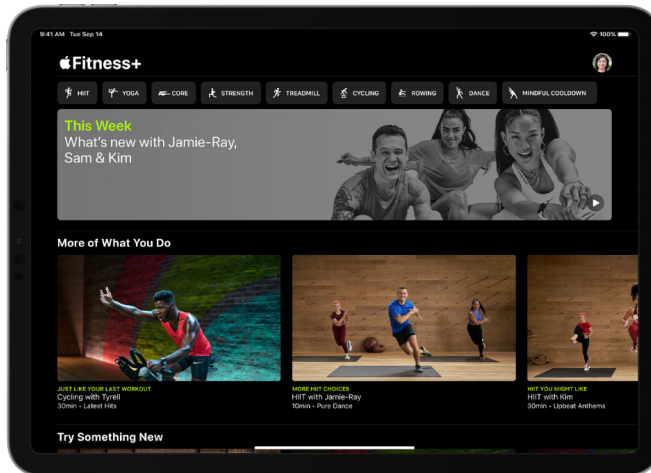 9:41 AM Tue Sep 14
100%
Fitness+
HIIT
YOGA
CORE
STRENGTH
TREADMILL
CYCLING
ROWING
DANCE
MINDFUL COOLDOWN
This Week
What's new with Jamie-Ray,
Sam & Kim
More of What You Do
JUST LIKE YOUR LAST WORKOUT
Cycling with Tyrell
30min • Latest Hits
MORE HIIT CHOICES
HIIT with Jamie-Ray
10min • Pure Dance
HIIT YOU MIGHT LIKE
HIIT with Kim
30min • Upbeat Anthems
Try Something New